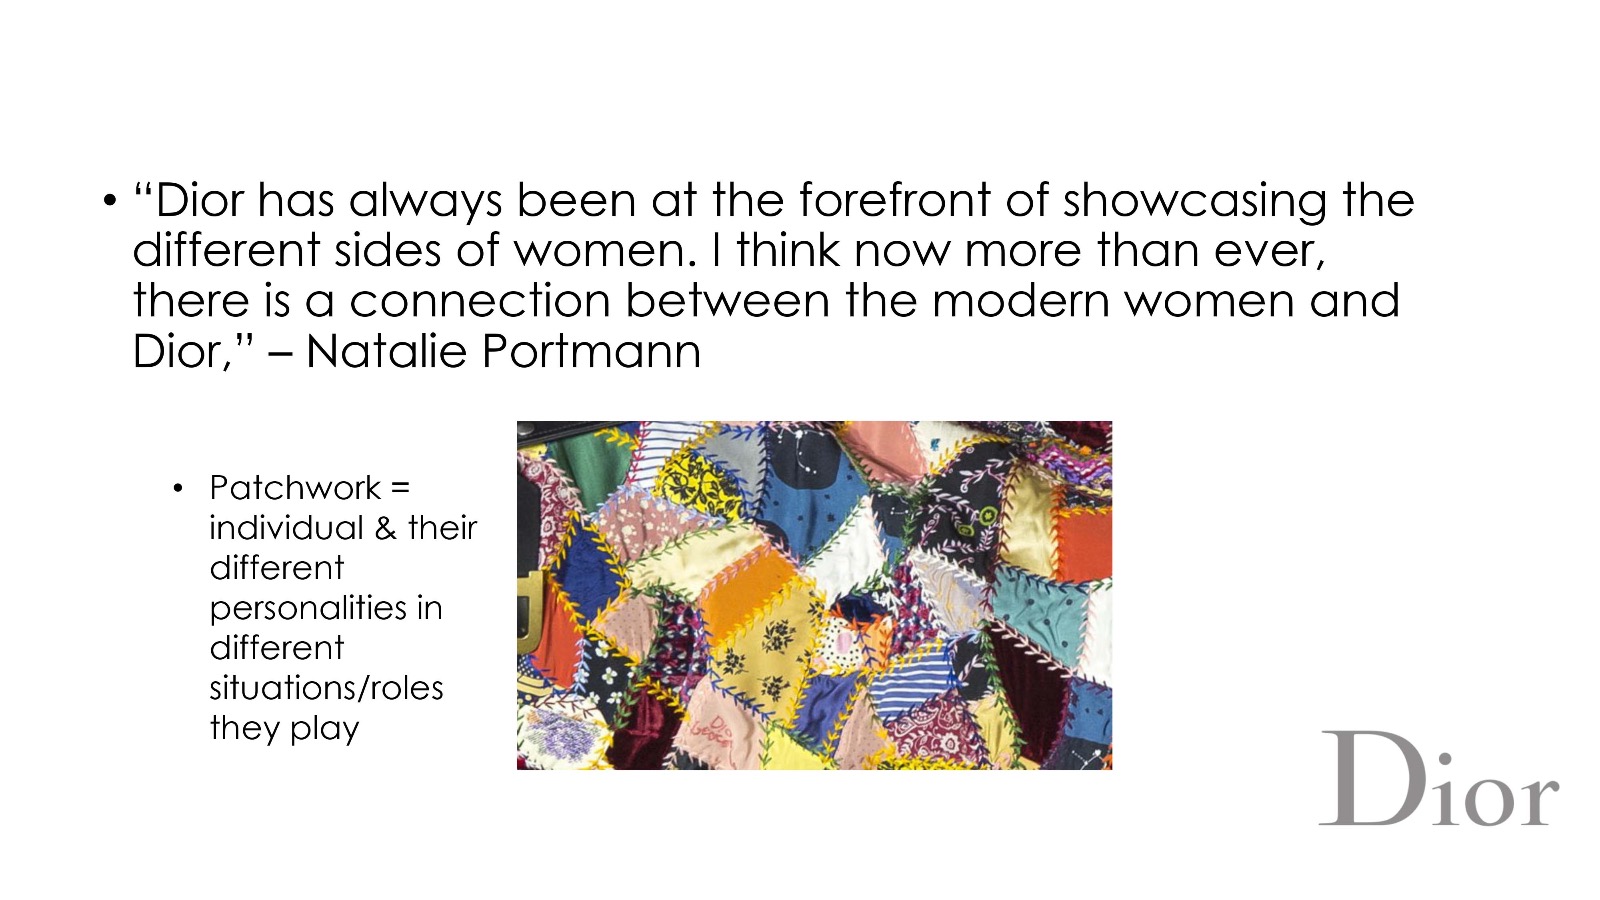 • “Dior has always been at the forefront of showcasing the
different sides of women. I think now more than ever,
there is a connection between the modern women and
Dior,” – Natalie Portmann
• Patchwork =
individual & their
different
personalities in
different
situations/roles
they play
Dior